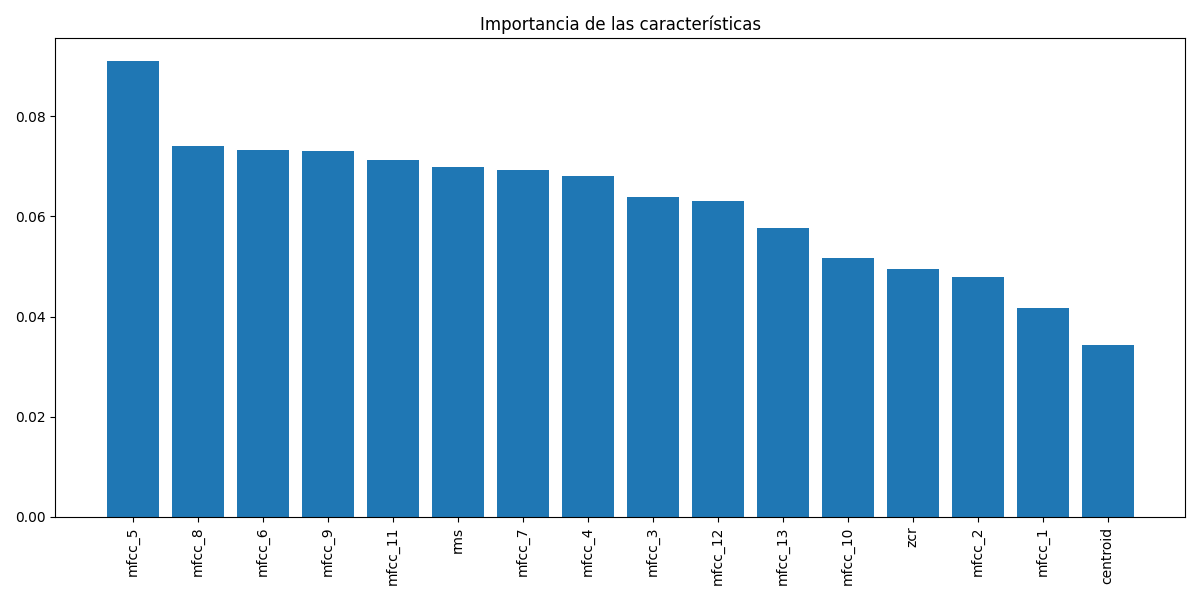 Importancia de las características
0.08
0.06
0.04
0.02
0.00
mfcc_5
mfcc_8
mfcc_6
mfcc_9
mfcc_11
rms
mfcc_7
mfcc_4
mfcc_3
mfcc_12
mfcc_13
mfcc_10
zcr
mfcc_2
mfcc_1
centroid